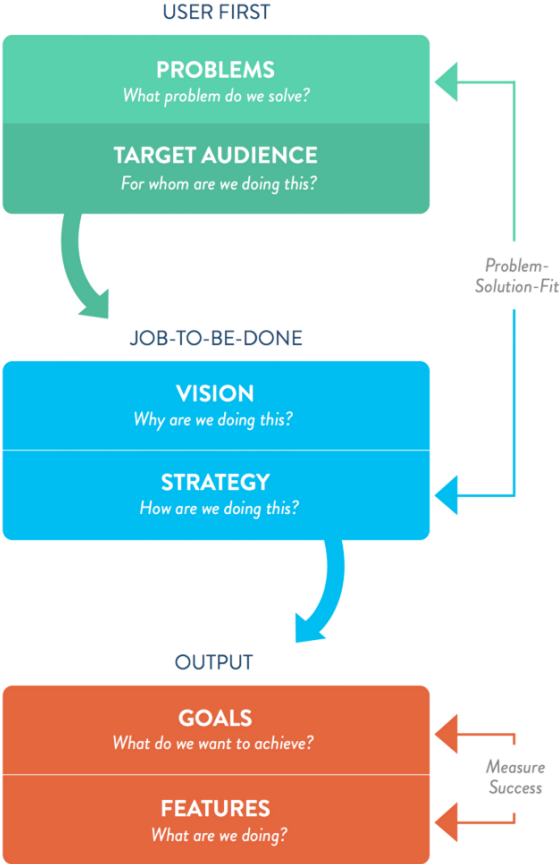 USER FIRST
PROBLEMS
What problem do we solve?
TARGET AUDIENCE
For whom are we doing this?
Problem-
Solution-Fit
JOB-TO-BE-DONE
VISION
Why are we doing this?
STRATEGY
How are we doing this?
OUTPUT
GOALS
What do we want to achieve?
Measure
Success
FEATURES
What are we doing?